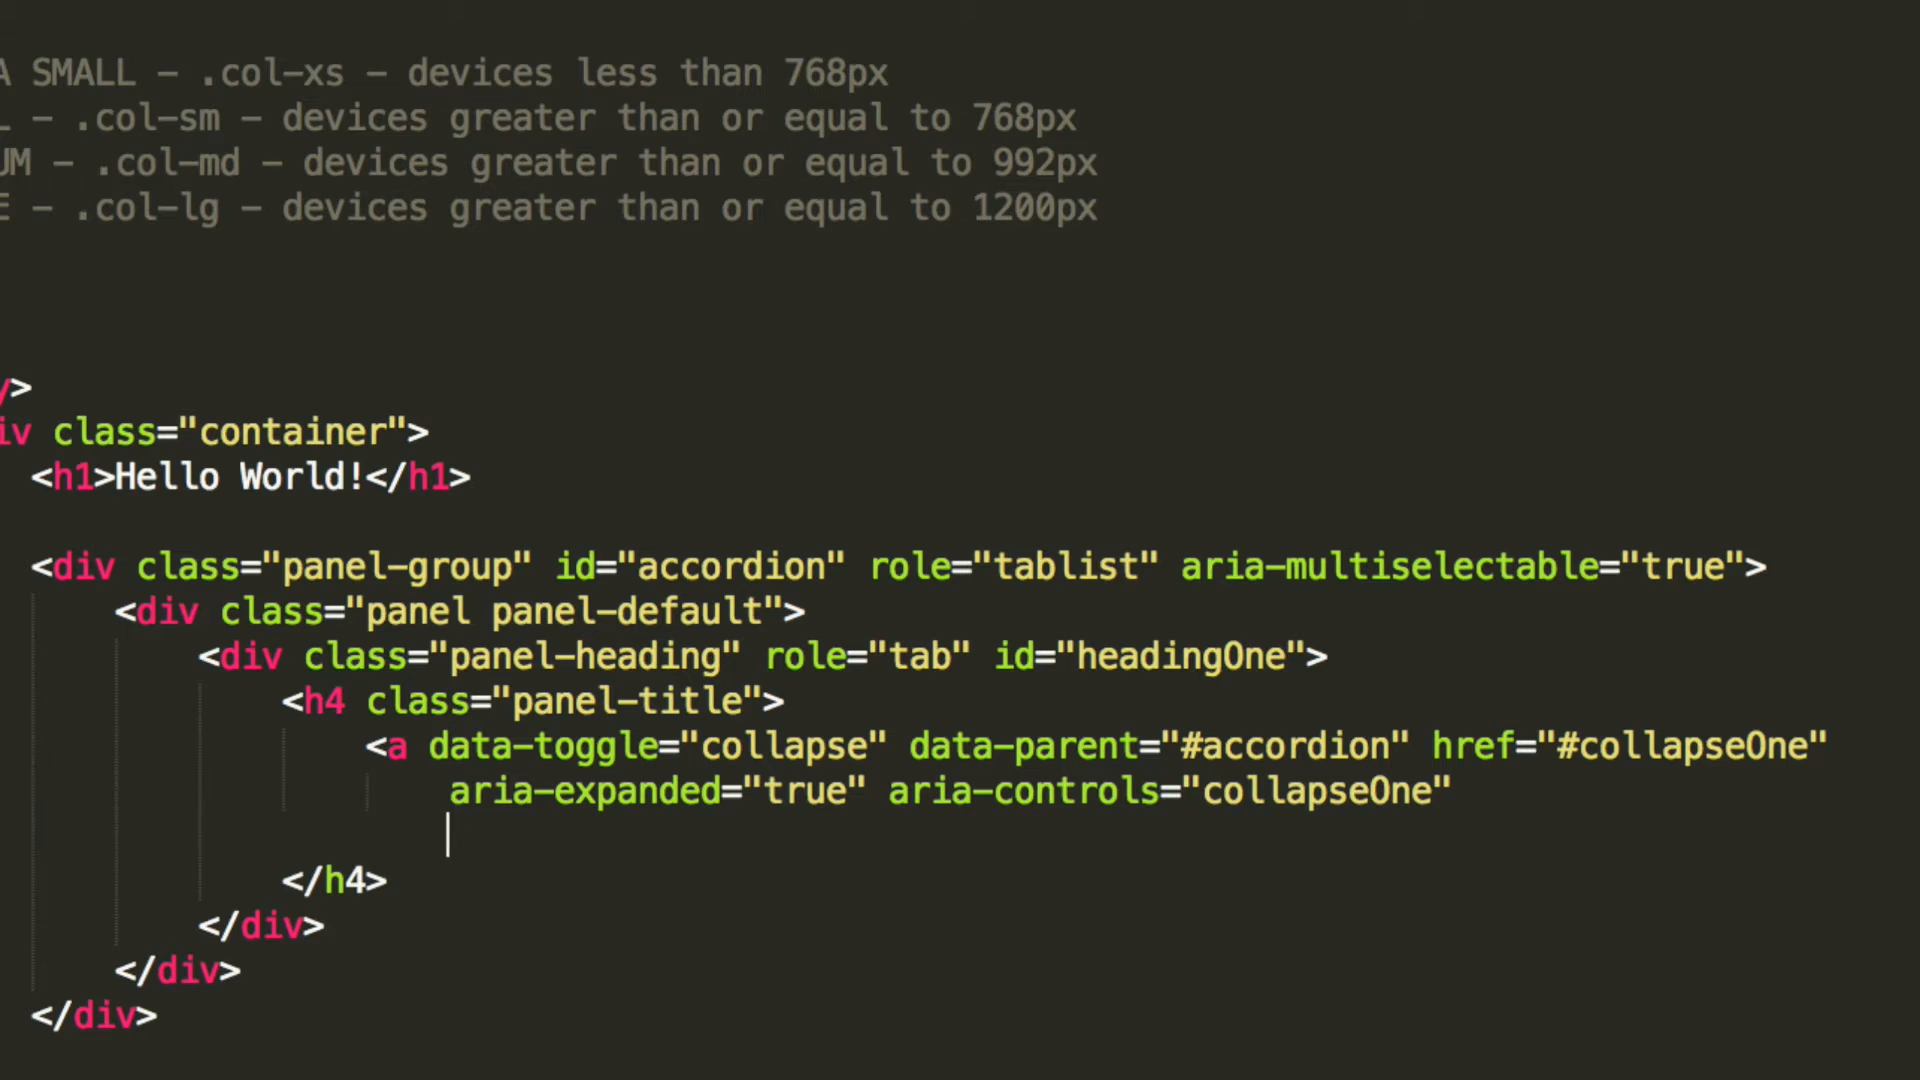 A SMALL – .col-xs – devices less than 768px
L – .col-sm – devices greater than or equal to 768px
UM – .col-md – devices greater than or equal to 992px
E – .col-lg – devices greater than or equal to 1200px
y>
iv class="container">
<h1>Hello World!</h1>
<div class="panel-group" id="accordion" role="tablist" aria-multiselectable="true">
<div class="panel panel-default">
<div class="panel-heading" role="tab" id="headingOne">
<h4 class="panel-title">
<a data-toggle="collapse" data-parent="#accordion" href="#collapseOne"
aria-expanded="true" aria-controls="collapseOne"
</h4>
</div>
</div>
</div>